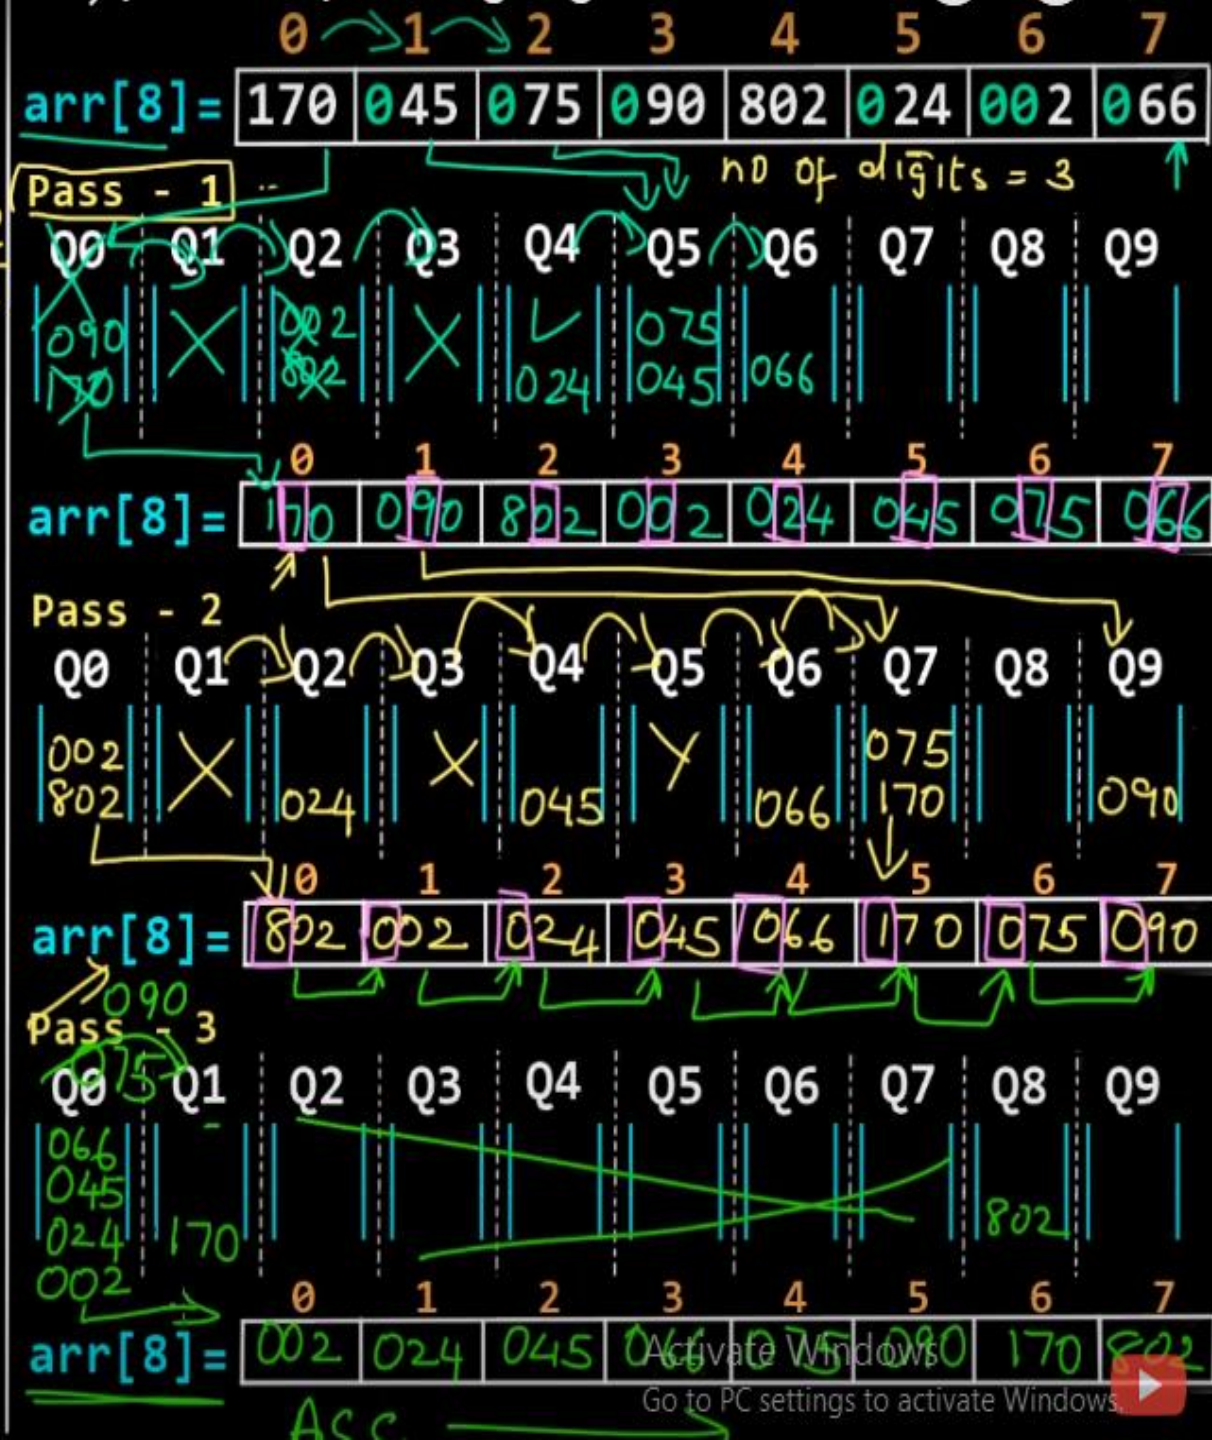 0 1 2 3 4 5 6 7
arr[8]= 170 045 075 090 802 024 002 066
Pass - 1 no of digits = 3
Q0 Q1 Q2 Q3 Q4 Q5 Q6 Q7 Q8 Q9
090 002 075
170 802 024 045 066
0 1 2 3 4 5 6 7
arr[8]= 170 090 802 002 024 045 075 066
Pass - 2
Q0 Q1 Q2 Q3 Q4 Q5 Q6 Q7 Q8 Q9
002 075
802 024 045 066 170 090
0 1 2 3 4 5 6 7
arr[8]= 802 002 024 045 066 170 075 090
090
Pass - 3
075
Q0 Q1 Q2 Q3 Q4 Q5 Q6 Q7 Q8 Q9
066
045
024 170 802
002
0 1 2 3 4 5 6 7
arr[8]= 002 024 045 066 075 090 170 802
Activate Windows
Go to PC settings to activate Windows.
Asc